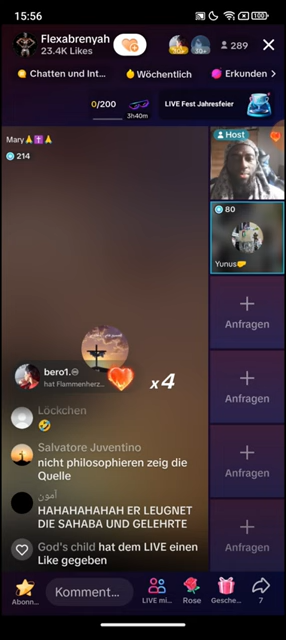 15:56
Flexabrenyah
23.4K Likes
289
Chatten und Int...
Wöchentlich
Erkunden
0/200
3h40m
LIVE Fest Jahresfeier
Mary🙏✝️🙏
214
Host
80
Yunus🤛
Anfragen
Anfragen
Anfragen
Anfragen
bero1.
hat Flammenherz...
x4
Löckchen
🤣
Salvatore Juventino
nicht philosophieren zeig die
Quelle
آمون
HAHAHAHAHAH ER LEUGNET
DIE SAHABA UND GELEHRTE
God's child hat dem LIVE einen
Like gegeben
Abonn...
Komment...
LIVE mi...
Rose
Gesche...
7